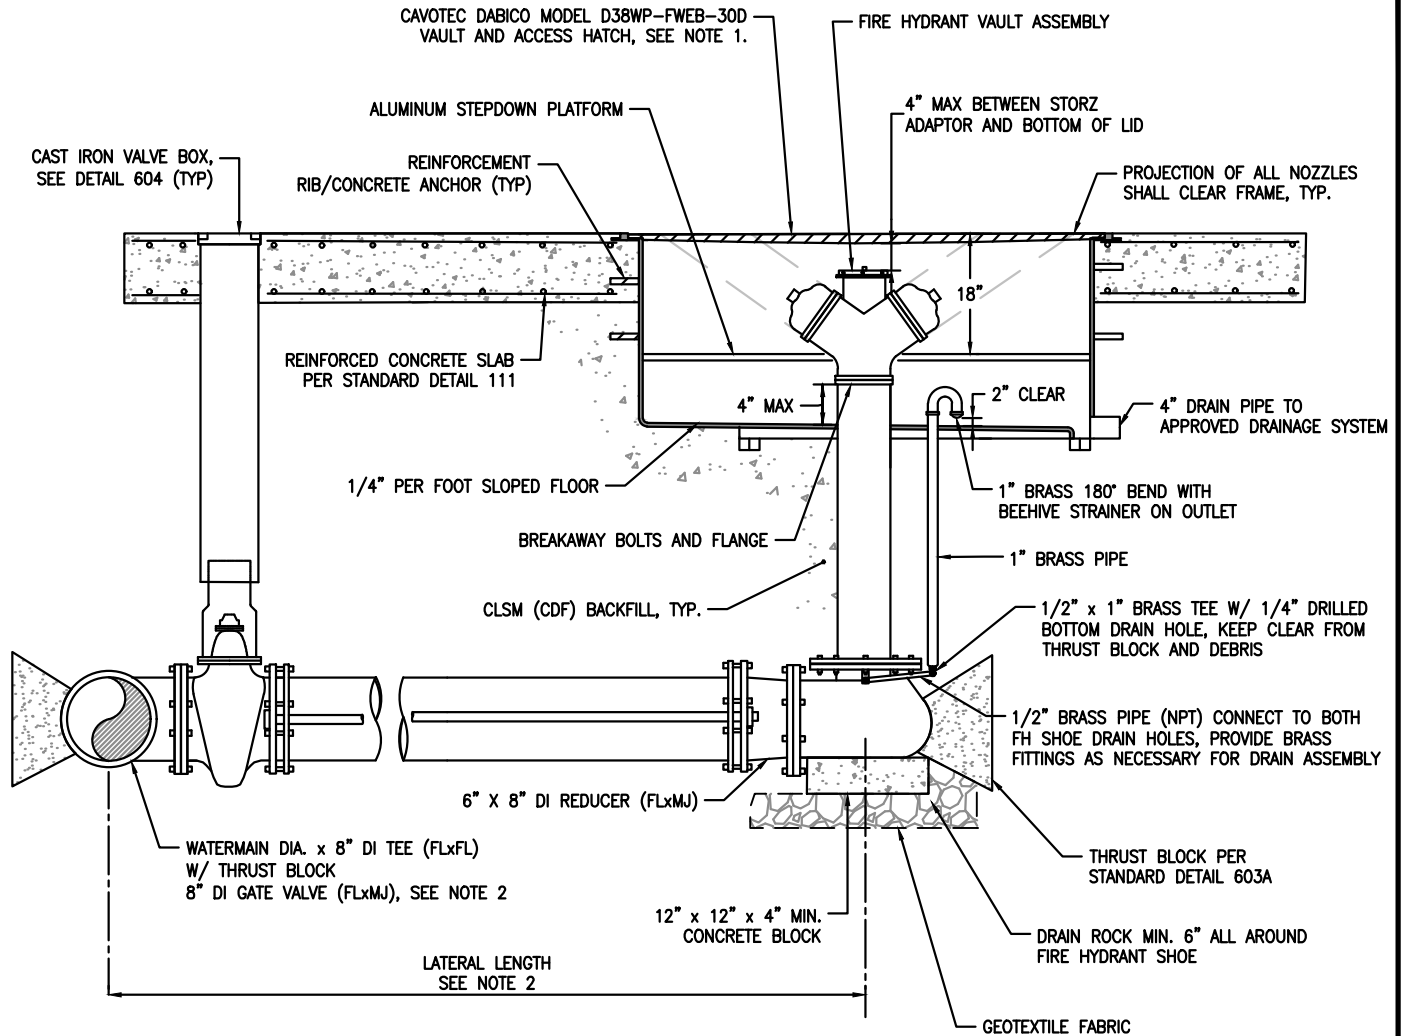 CAVOTEC DABICO MODEL D38WP-FWEB-30D
VAULT AND ACCESS HATCH, SEE NOTE 1.
FIRE HYDRANT VAULT ASSEMBLY
ALUMINUM STEPDOWN PLATFORM
4" MAX BETWEEN STORZ
ADAPTOR AND BOTTOM OF LID
CAST IRON VALVE BOX,
SEE DETAIL 604 (TYP)
REINFORCEMENT
RIB/CONCRETE ANCHOR (TYP)
PROJECTION OF ALL NOZZLES
SHALL CLEAR FRAME, TYP.
18"
REINFORCED CONCRETE SLAB
PER STANDARD DETAIL 111
4" MAX
2" CLEAR
4" DRAIN PIPE TO
APPROVED DRAINAGE SYSTEM
1/4" PER FOOT SLOPED FLOOR
1" BRASS 180° BEND WITH
BEEHIVE STRAINER ON OUTLET
BREAKAWAY BOLTS AND FLANGE
1" BRASS PIPE
CLSM (CDF) BACKFILL, TYP.
1/2" x 1" BRASS TEE W/ 1/4" DRILLED
BOTTOM DRAIN HOLE, KEEP CLEAR FROM
THRUST BLOCK AND DEBRIS
1/2" BRASS PIPE (NPT) CONNECT TO BOTH
FH SHOE DRAIN HOLES, PROVIDE BRASS
FITTINGS AS NECESSARY FOR DRAIN ASSEMBLY
6" X 8" DI REDUCER (FLxMJ)
WATERMAIN DIA. x 8" DI TEE (FLxFL)
W/ THRUST BLOCK
8" DI GATE VALVE (FLxMJ), SEE NOTE 2
THRUST BLOCK PER
STANDARD DETAIL 603A
12" x 12" x 4" MIN.
CONCRETE BLOCK
DRAIN ROCK MIN. 6" ALL AROUND
FIRE HYDRANT SHOE
LATERAL LENGTH
SEE NOTE 2
GEOTEXTILE FABRIC